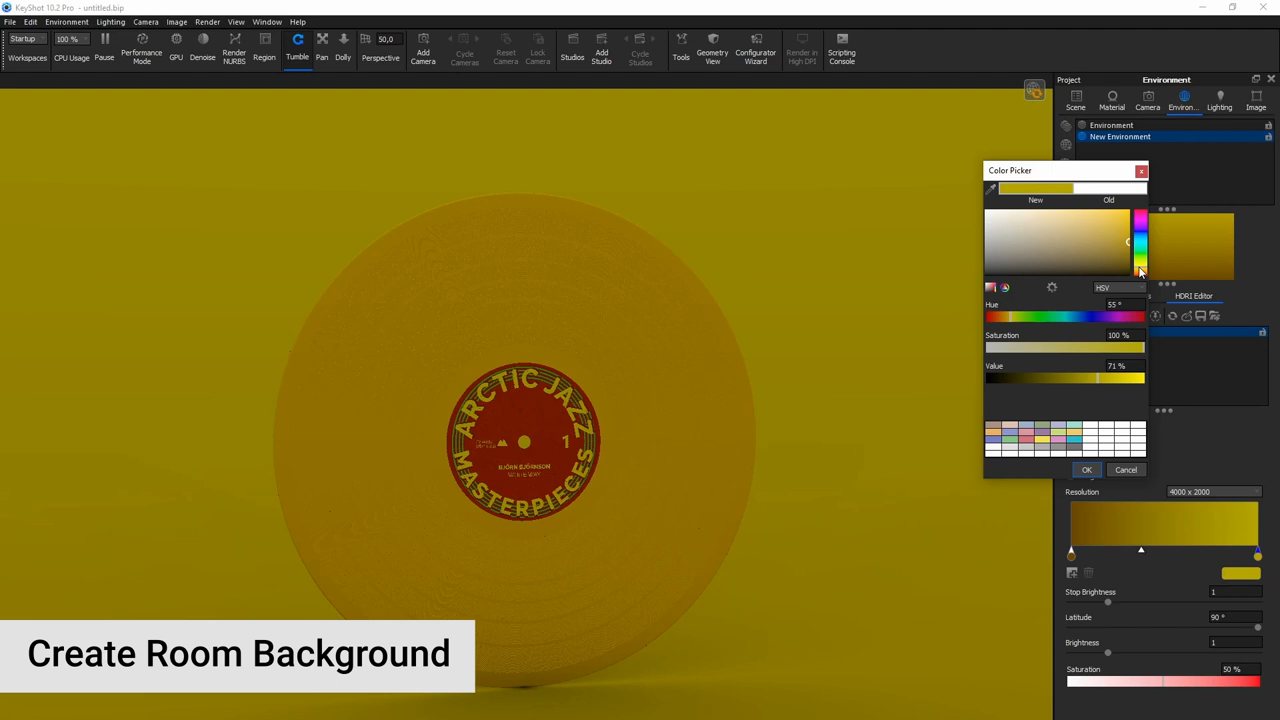 KeyShot 10.2 Pro - untitled.bip
File Edit Environment Lighting Camera Image Render View Window Help
Startup
Workspaces
100 %
CPU Usage
Pause
Performance
Mode
GPU
Denoise
Render
NURBS
Region
Tumble
Pan
Dolly
50,0
Perspective
Add
Camera
Cycle
Cameras
Reset
Camera
Lock
Camera
Studios
Add
Studio
Cycle
Studios
Tools
Geometry
View
Configurator
Wizard
Render in
High DPI
Scripting
Console
Project
Environment
Scene
Material
Camera
Environ...
Lighting
Image
Environment
New Environment
Color Picker
New
Old
HSV
Hue
55 °
Saturation
100 %
Value
71 %
OK
Cancel
HDRI Editor
Resolution
4000 x 2000
Stop Brightness
1
Latitude
90 °
Brightness
1
Saturation
50 %
ARCTIC JAZZ
1
BJÖRN BJÖRNSON
MASTERPIECES
Create Room Background